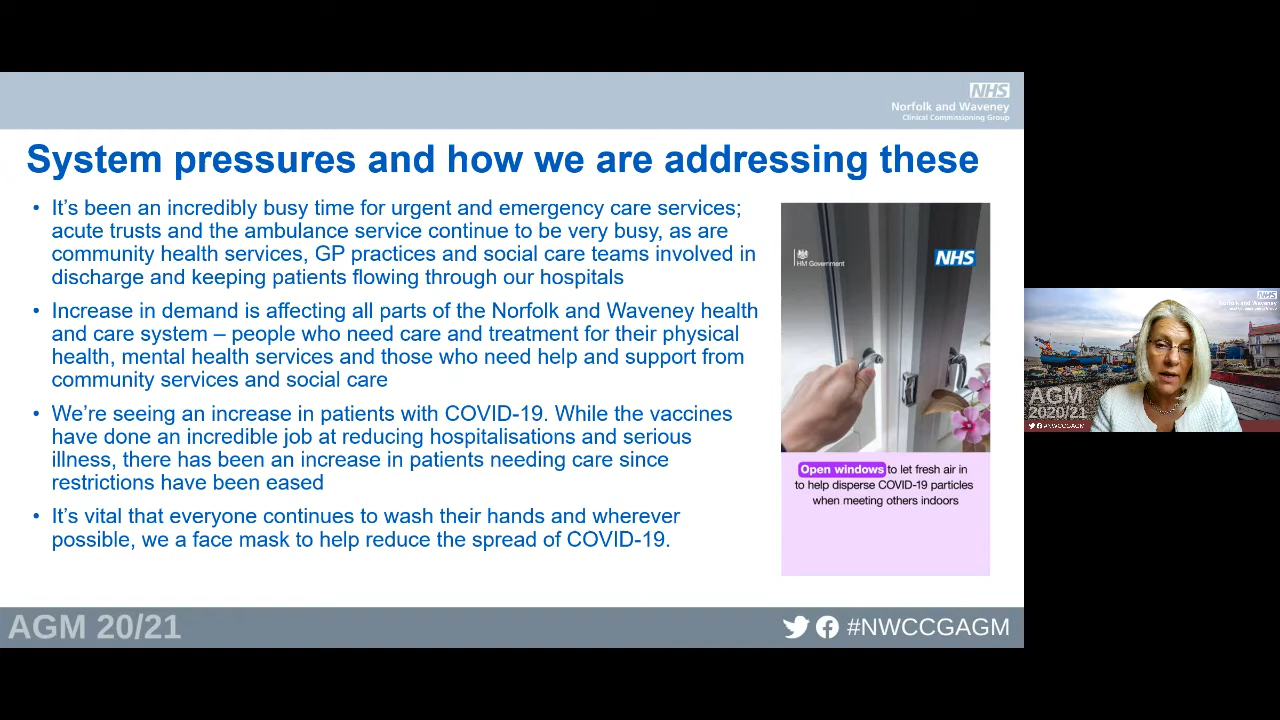 NHS
Norfolk and Waveney
Clinical Commissioning Group
System pressures and how we are addressing these
• It’s been an incredibly busy time for urgent and emergency care services;
acute trusts and the ambulance service continue to be very busy, as are
community health services, GP practices and social care teams involved in
discharge and keeping patients flowing through our hospitals
• Increase in demand is affecting all parts of the Norfolk and Waveney health
and care system – people who need care and treatment for their physical
health, mental health services and those who need help and support from
community services and social care
• We’re seeing an increase in patients with COVID-19. While the vaccines
have done an incredible job at reducing hospitalisations and serious
illness, there has been an increase in patients needing care since
restrictions have been eased
• It’s vital that everyone continues to wash their hands and wherever
possible, we a face mask to help reduce the spread of COVID-19.
HM Government
NHS
Open windows to let fresh air in
to help disperse COVID-19 particles
when meeting others indoors
AGM 20/21
#NWCCGAGM
NHS
Norfolk and Waveney
AGM
2020/21
#NWCCGAGM